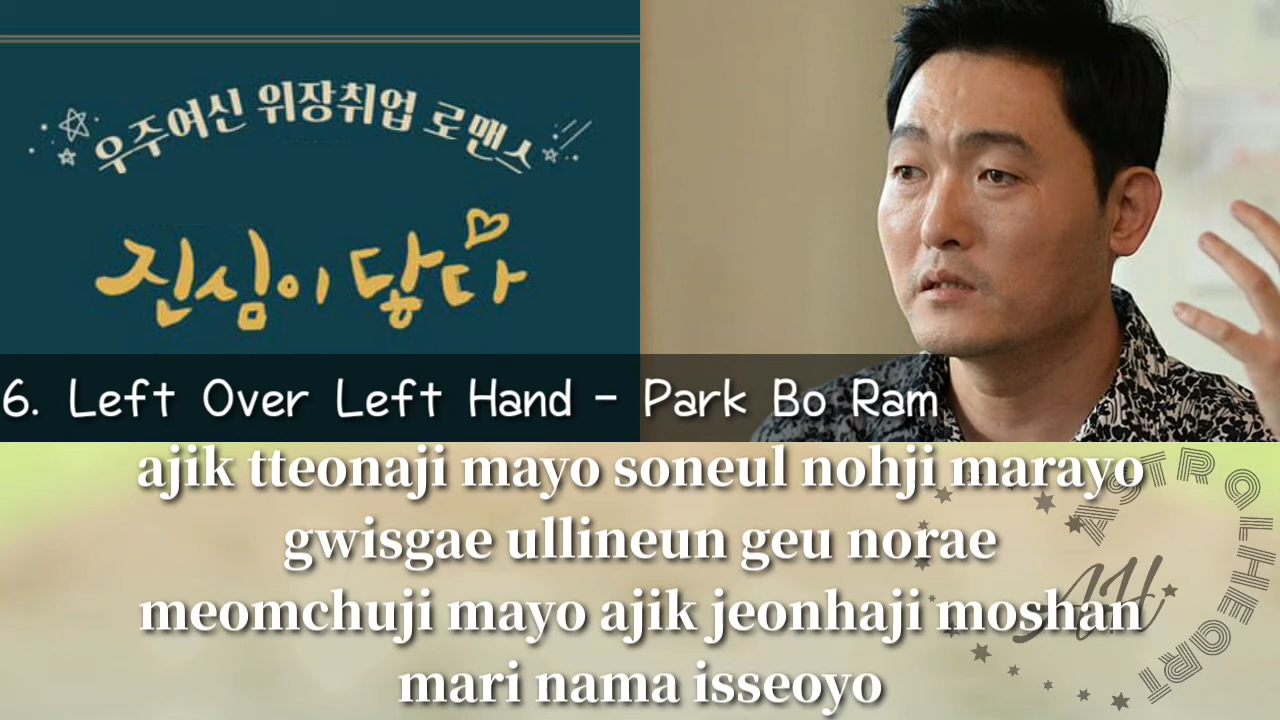 우주여신 위장취업 로맨스
진심이 닿다
6. Left Over Left Hand - Park Bo Ram
ajik tteonaji mayo soneul nohji marayo
gwisgae ullineun geu norae
meomchuji mayo ajik jeonhaji moshan
mari nama isseoyo
ASTROLHEART
AH